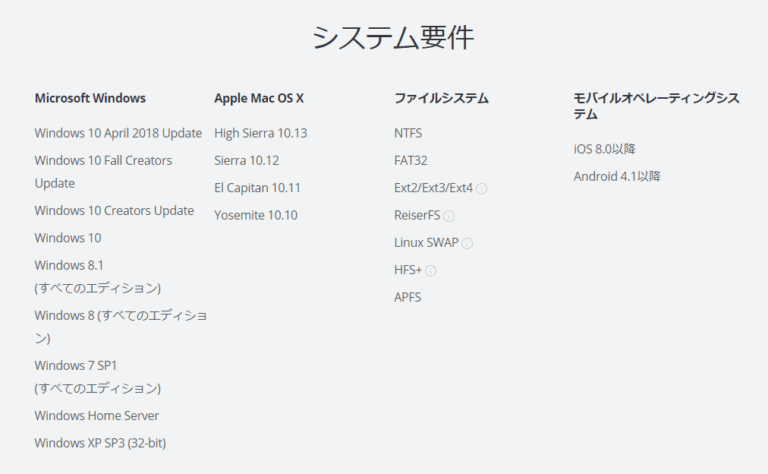 システム要件
Microsoft Windows
Windows 10 April 2018 Update
Windows 10 Fall Creators
Update
Windows 10 Creators Update
Windows 10
Windows 8.1
(すべてのエディション)
Windows 8 (すべてのエディショ
ン)
Windows 7 SP1
(すべてのエディション)
Windows Home Server
Windows XP SP3 (32-bit)
Apple Mac OS X
High Sierra 10.13
Sierra 10.12
El Capitan 10.11
Yosemite 10.10
ファイルシステム
NTFS
FAT32
Ext2/Ext3/Ext4
ReiserFS
Linux SWAP
HFS+
APFS
モバイルオペレーティングシス
テム
iOS 8.0以降
Android 4.1以降